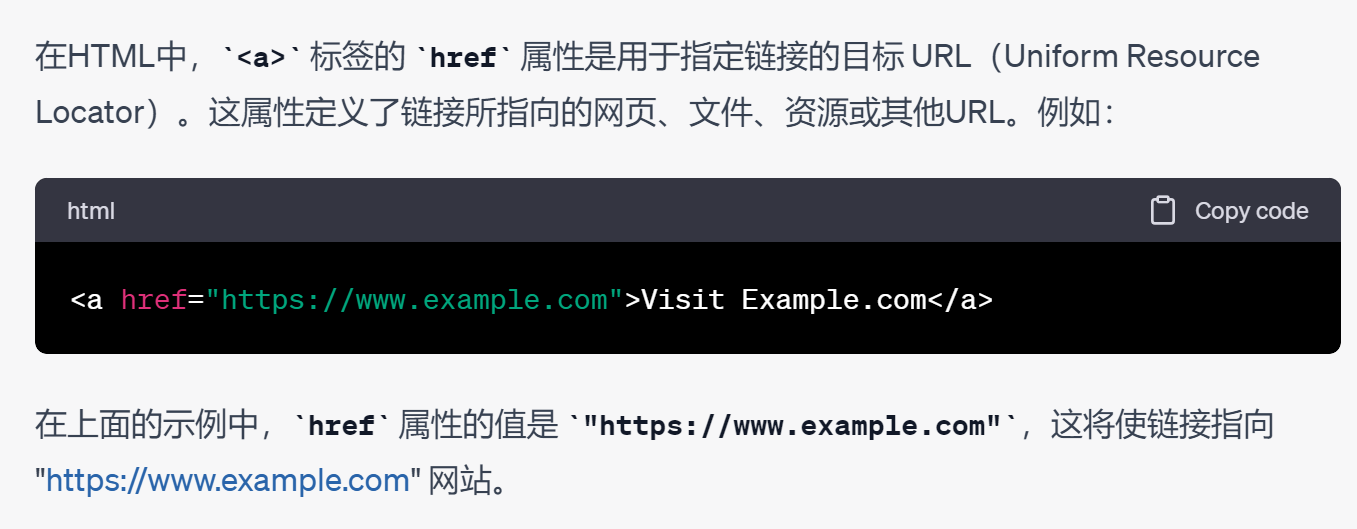 在HTML中，`<a>` 标签的 `href` 属性是用于指定链接的目标 URL（Uniform Resource
Locator）。这属性定义了链接所指向的网页、文件、资源或其他URL。例如：
html
Copy code
<a href="https://www.example.com">Visit Example.com</a>
在上面的示例中，`href` 属性的值是 `"https://www.example.com"`，这将使链接指向
"https://www.example.com" 网站。